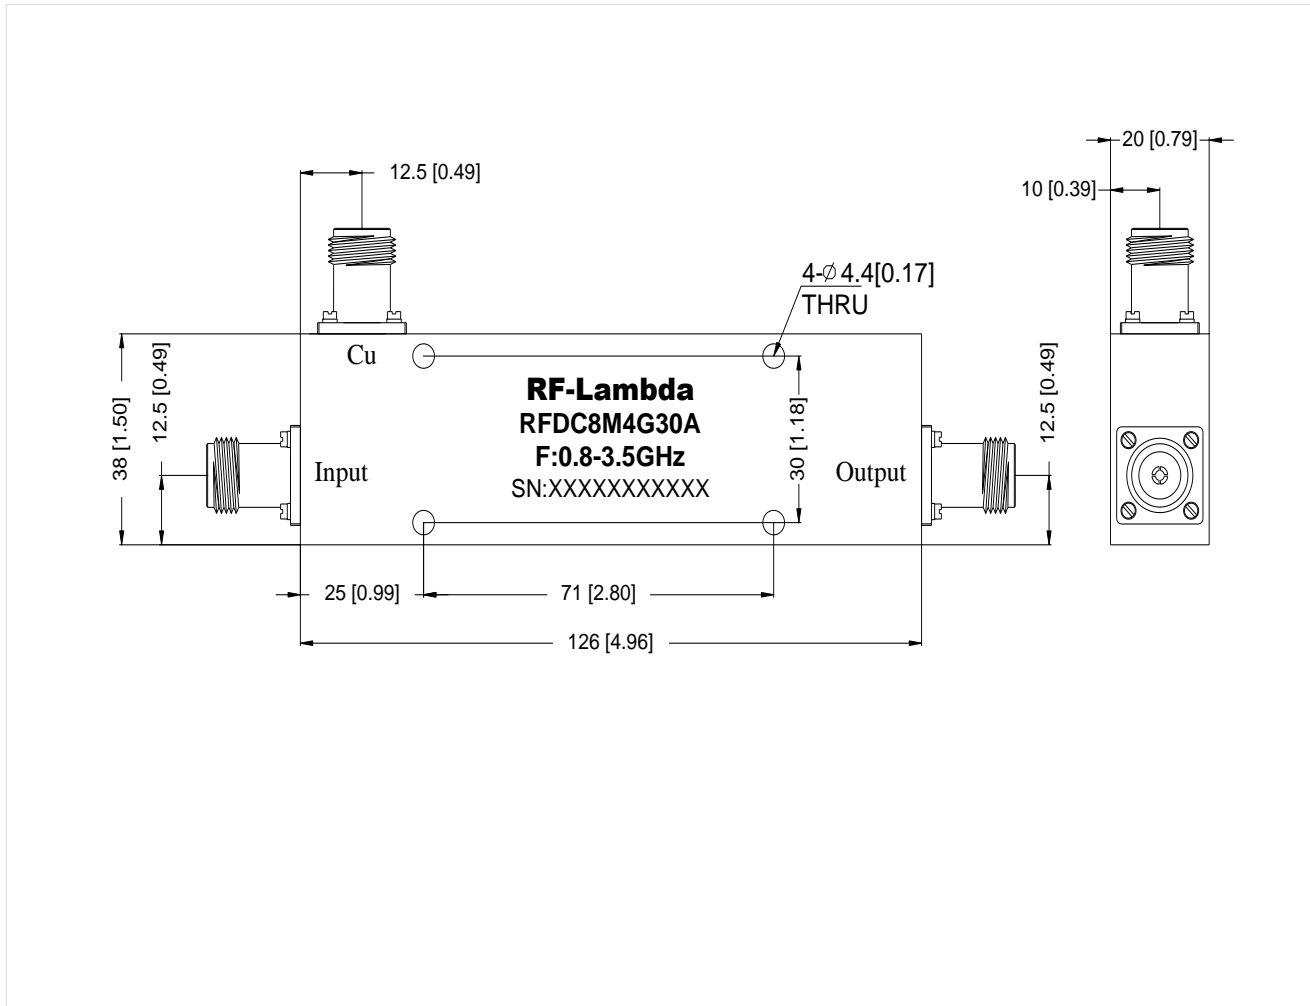 20 [0.79]
12.5 [0.49]
10 [0.39]
4-∅ 4.4[0.17]
THRU
Cu
RF-Lambda
RFDC8M4G30A
F:0.8-3.5GHz
SN:XXXXXXXXXXX
Input
Output
38 [1.50]
12.5 [0.49]
30 [1.18]
12.5 [0.49]
25 [0.99]
71 [2.80]
126 [4.96]